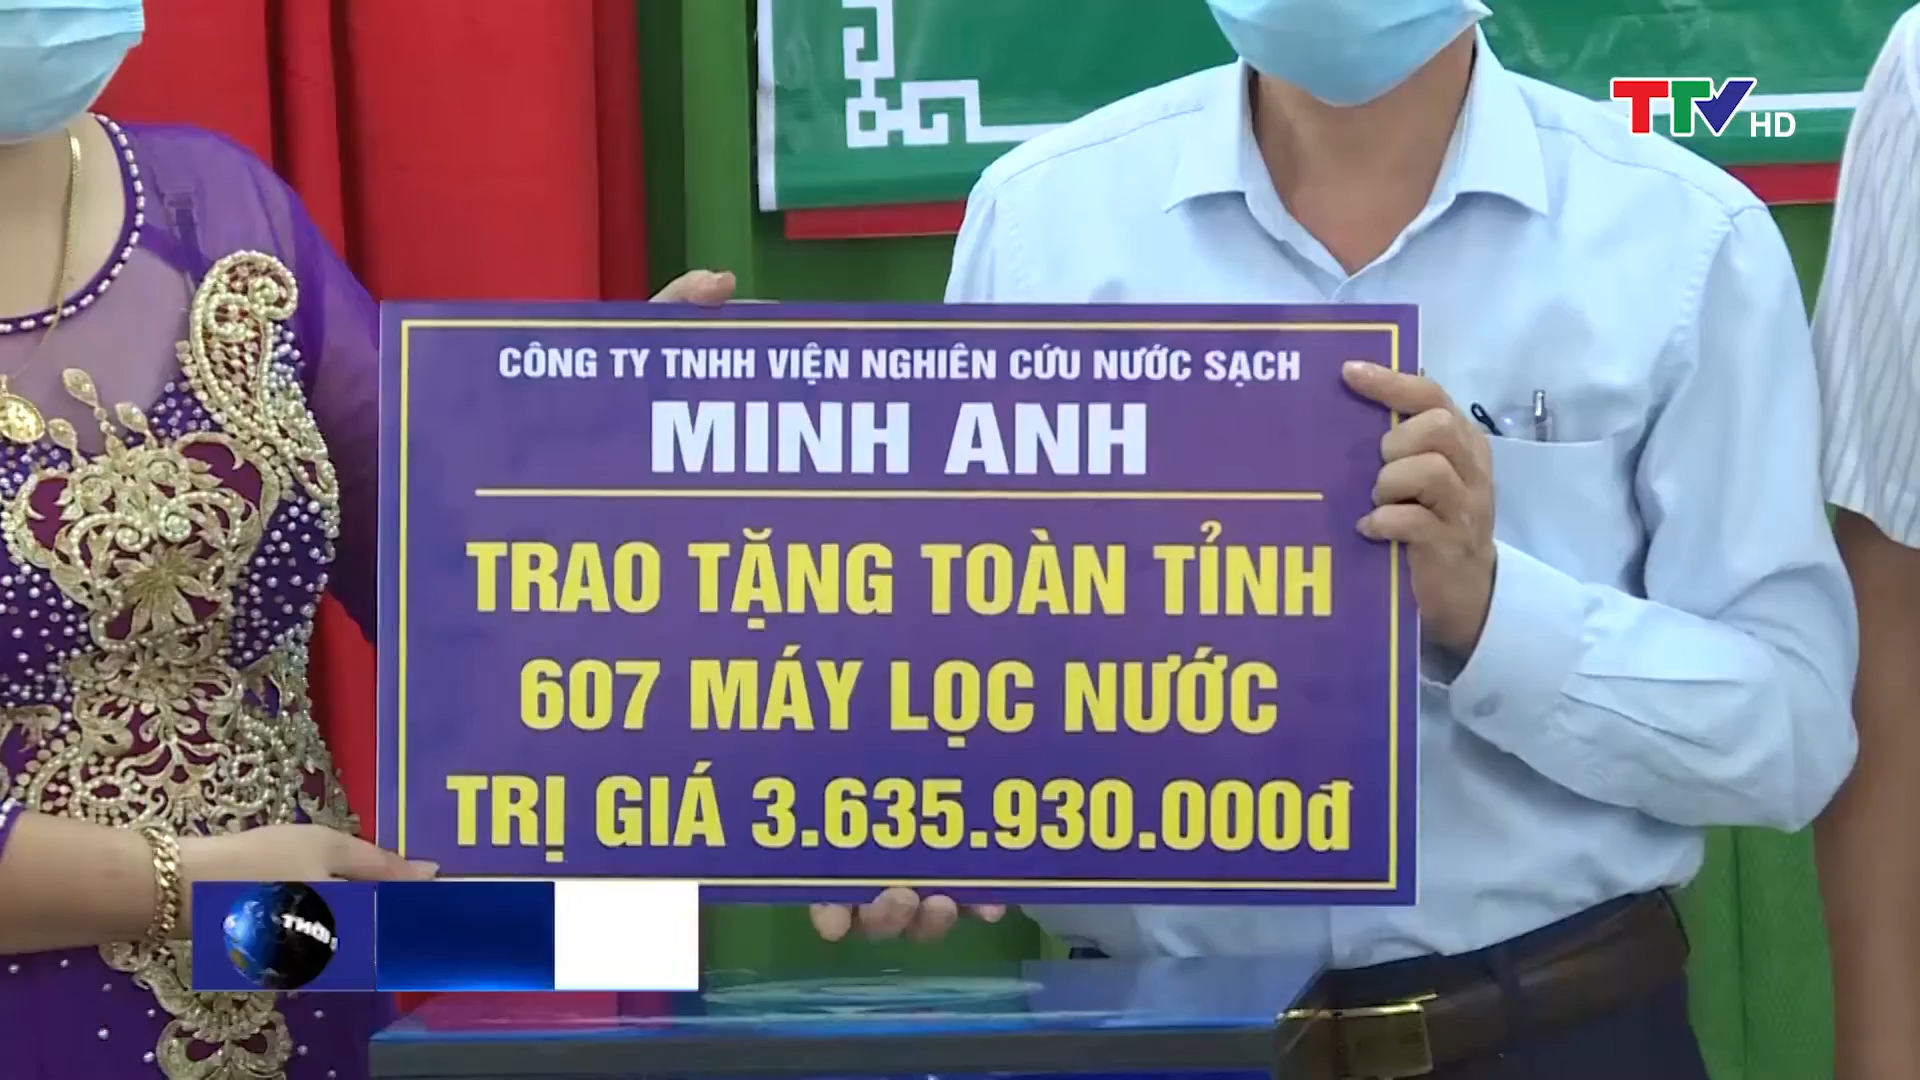 TTV HD
CÔNG TY TNHH VIỆN NGHIÊN CỨU NƯỚC SẠCH
MINH ANH
TRAO TẶNG TOÀN TỈNH
607 MÁY LỌC NƯỚC
TRỊ GIÁ 3.635.930.000đ
THỜI